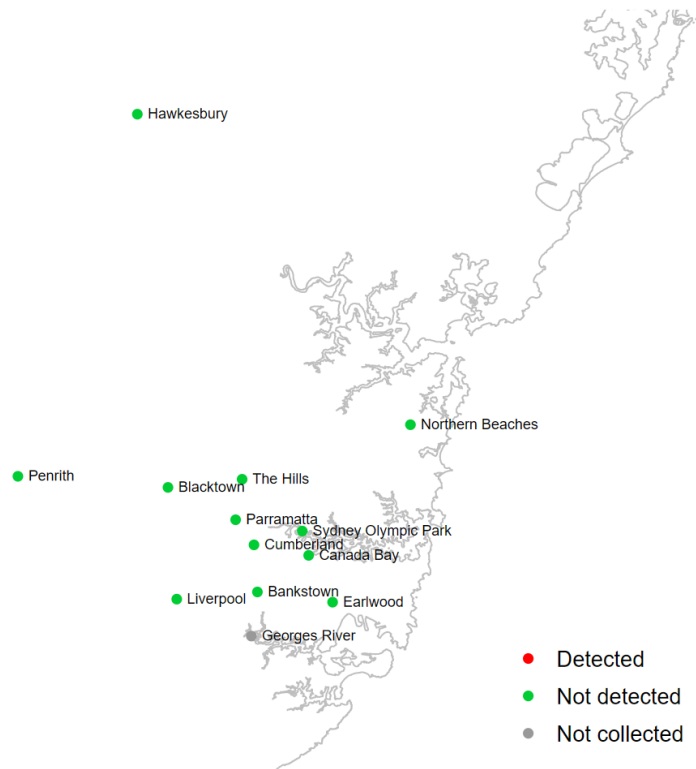 Hawkesbury
Northern Beaches
Penrith
The Hills
Blacktown
Parramatta
Sydney Olympic Park
Cumberland
Canada Bay
Bankstown
Liverpool
Earlwood
Georges River
Detected
Not detected
Not collected